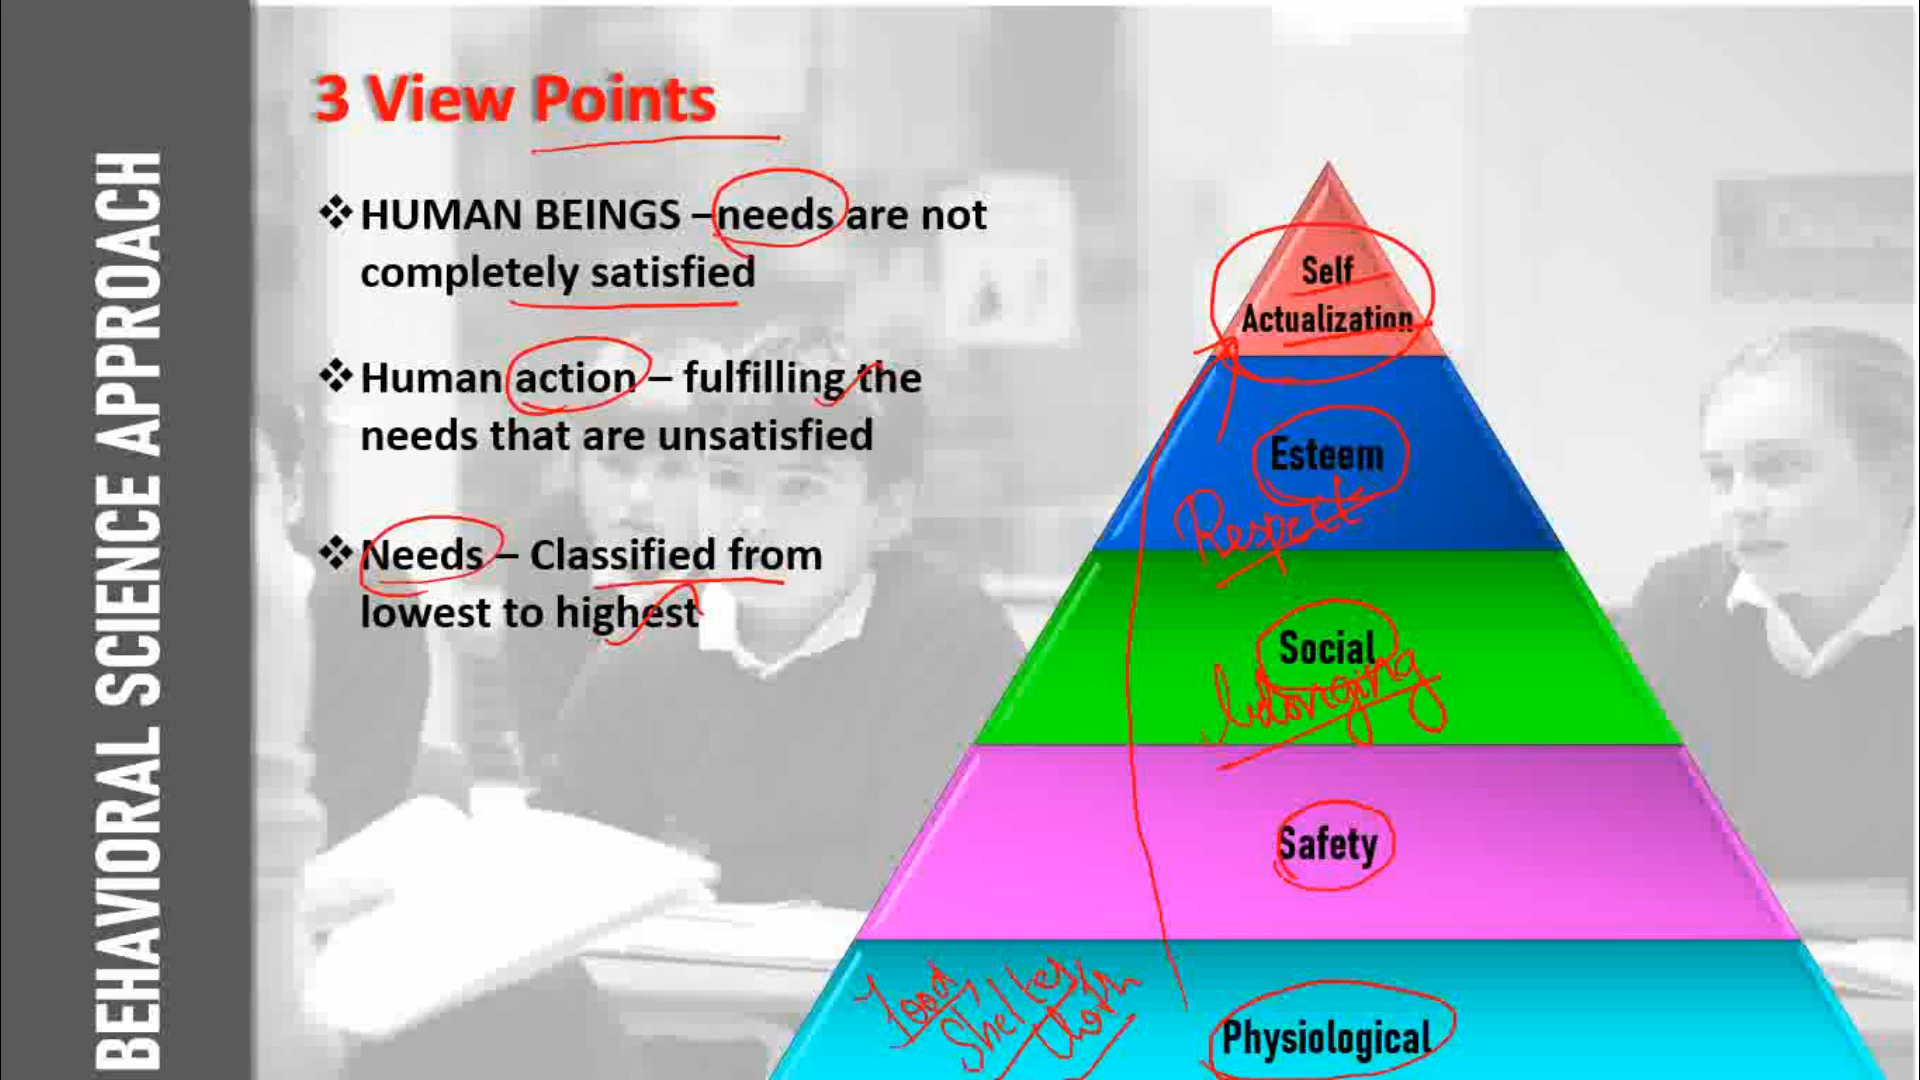 BEHAVIORAL SCIENCE APPROACH
3 View Points
❖HUMAN BEINGS –needs are not
completely satisfied
❖Human action – fulfilling the
needs that are unsatisfied
❖Needs – Classified from
lowest to highest
Self
Actualization
Esteem
Respect
Social
belonging
Safety
Food
Shelter
Cloth
Physiological